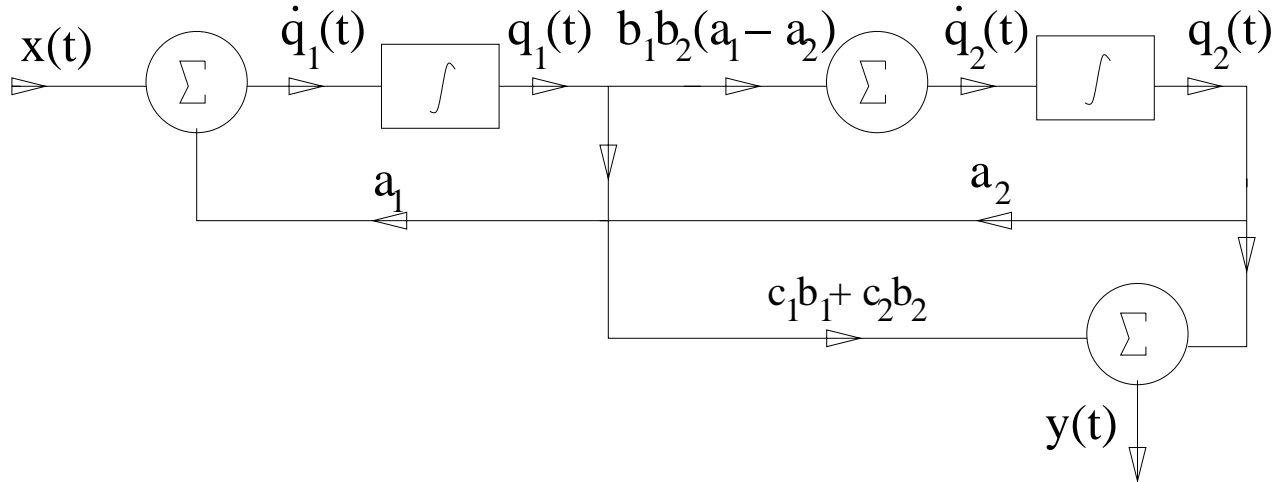 x(t) q̇₁(t) q₁(t) b₁b₂(a₁ − a₂) q̇₂(t) q₂(t)
Σ ∫ Σ ∫
a₁ a₂
c₁b₁+ c₂b₂
Σ
y(t)